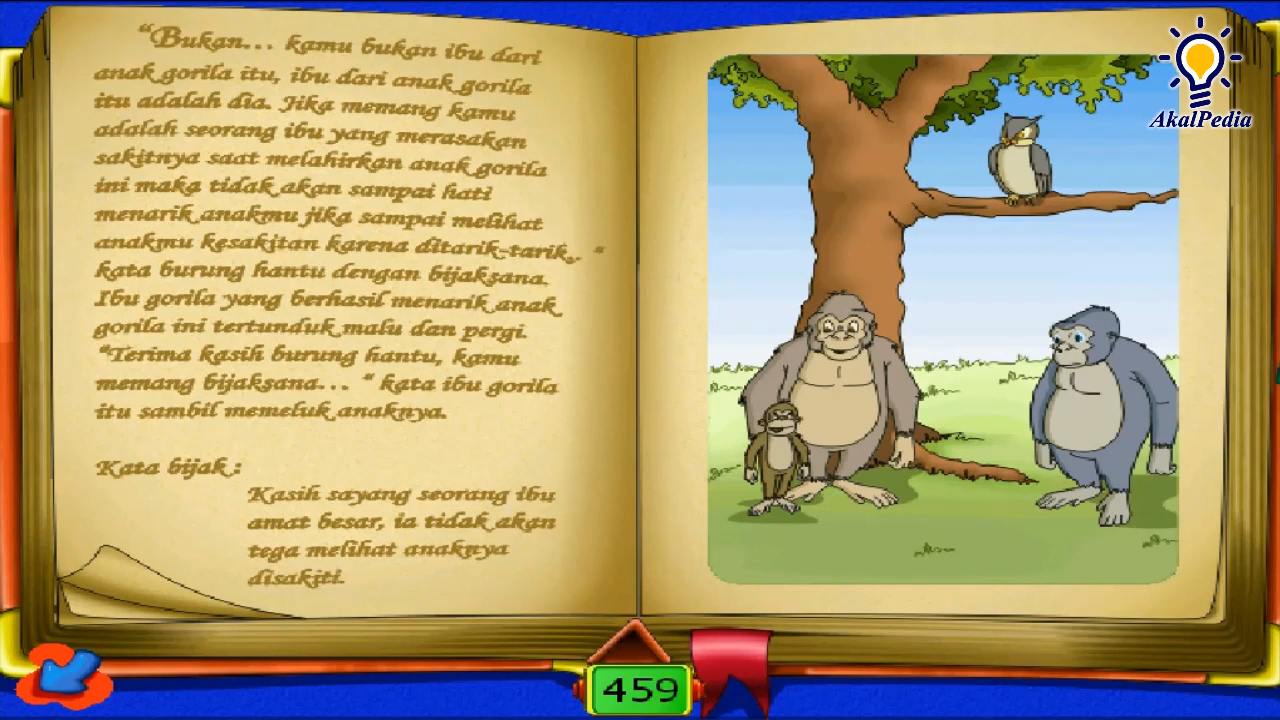 "Bukan... kamu bukan ibu dari
anak gorila itu, ibu dari anak gorila
itu adalah dia. Jika memang kamu
adalah seorang ibu yang merasakan
sakitnya saat melahirkan anak gorila
ini maka tidak akan sampai hati
menarik anakmu jika sampai melihat
anakmu kesakitan karena ditarik-tarik, "
kata burung hantu dengan bijaksana.
Ibu gorila yang berhasil menarik anak
gorila ini tertunduk malu dan pergi.
"Terima kasih burung hantu, kamu
memang bijaksana... " kata ibu gorila
itu sambil memeluk anaknya.
Kata bijak :
Kasih sayang seorang ibu
amat besar, ia tidak akan
tega melihat anaknya
disakiti.
AkalPedia
459